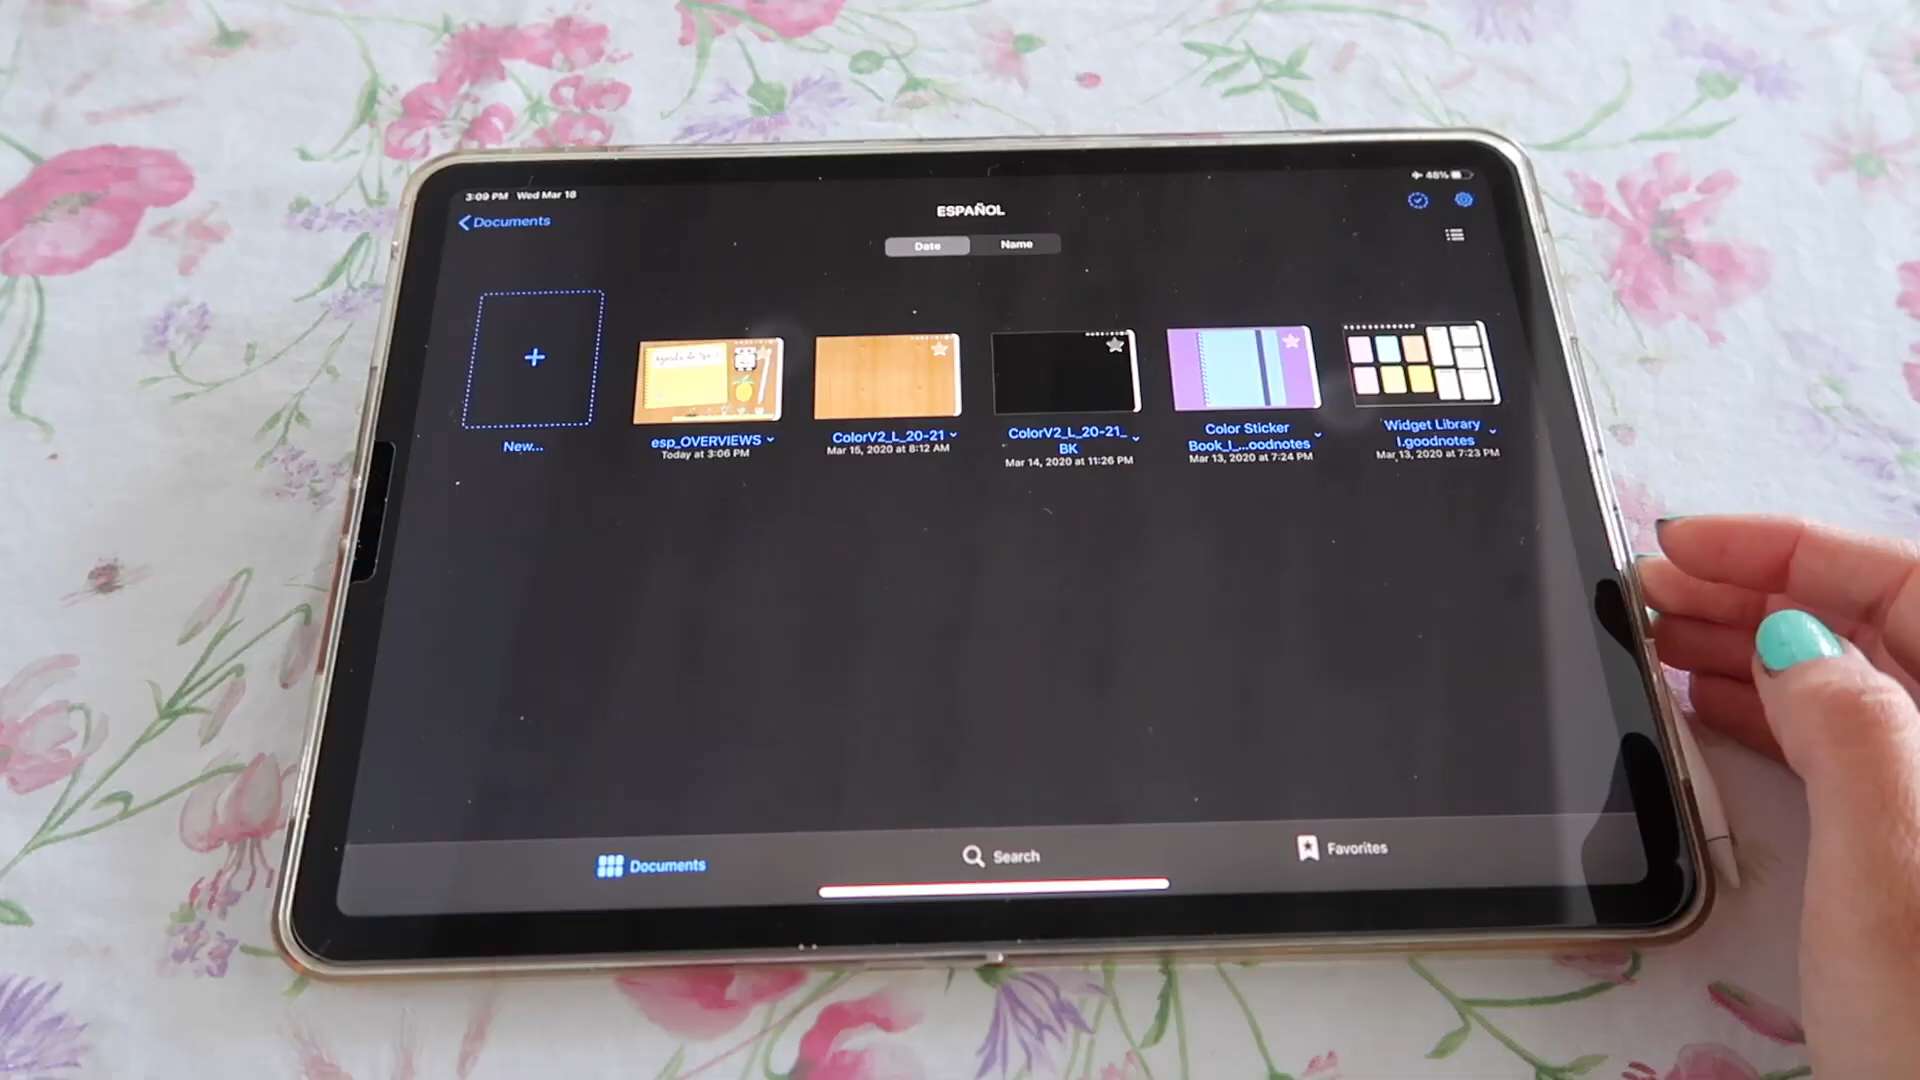 3:09 PM Wed Mar 18
48%
Documents
ESPAÑOL
Date
Name
New...
esp_OVERVIEWS
Today at 3:06 PM
ColorV2_L_20-21
Mar 15, 2020 at 8:12 AM
ColorV2_L_20-21_
BK
Mar 14, 2020 at 11:26 PM
Color Sticker
Book_I_...oodnotes
Mar 13, 2020 at 7:24 PM
Widget Library
I.goodnotes
Mar 13, 2020 at 7:23 PM
Documents
Search
Favorites